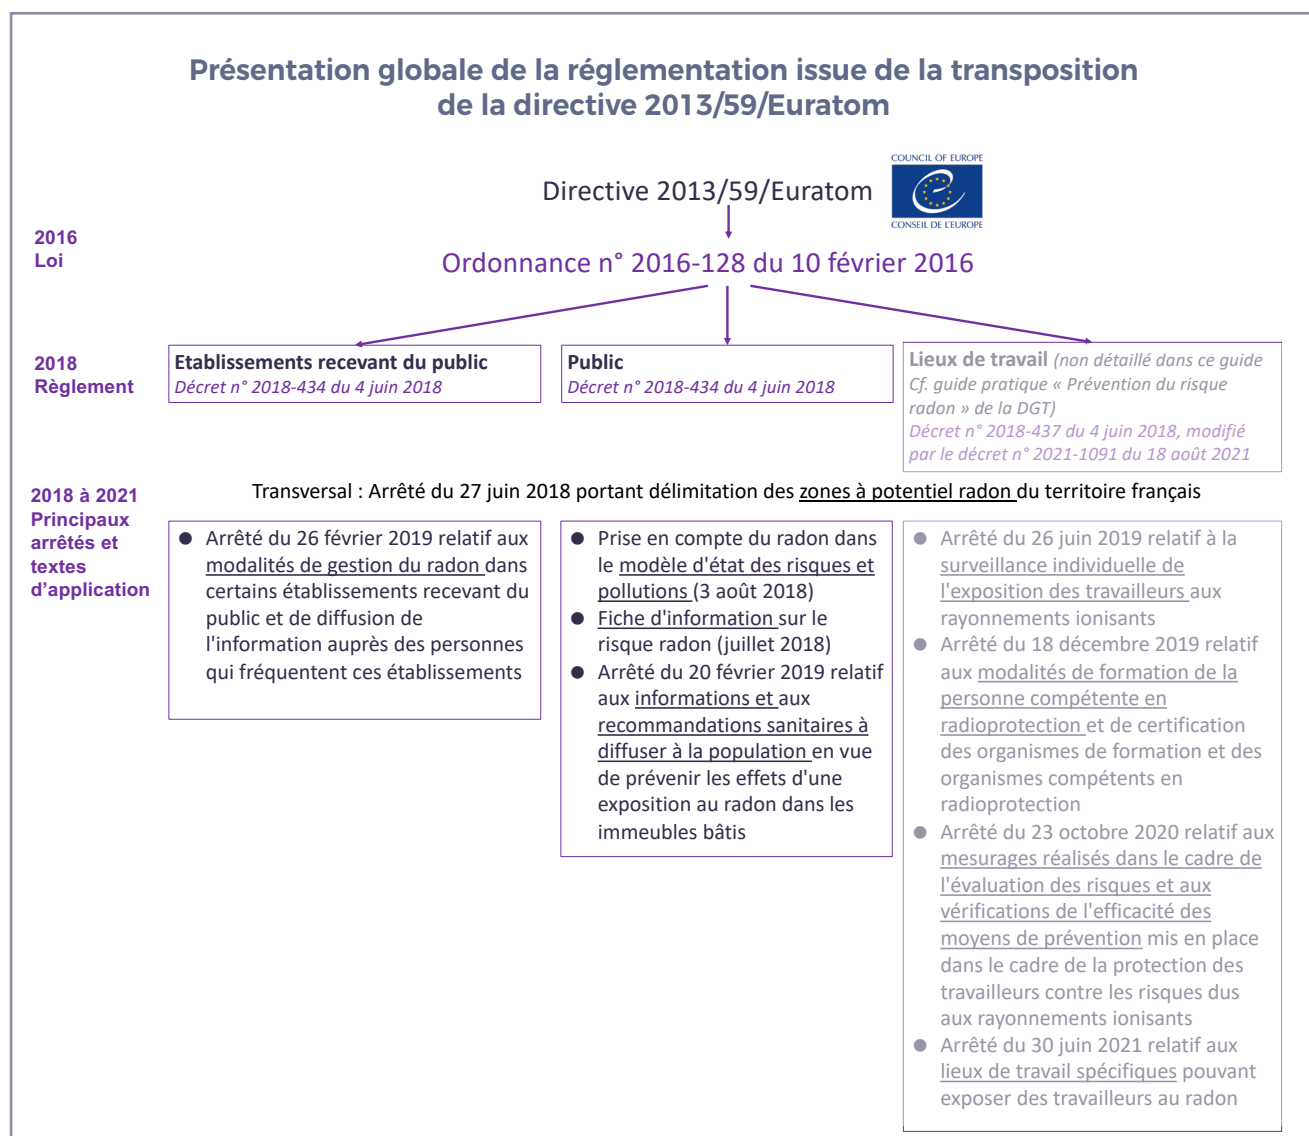 Présentation globale de la réglementation issue de la transposition
de la directive 2013/59/Euratom
COUNCIL OF EUROPE
CONSEIL DE L'EUROPE
Directive 2013/59/Euratom
2016
Loi
Ordonnance n° 2016-128 du 10 février 2016
2018
Règlement
Etablissements recevant du public
Décret n° 2018-434 du 4 juin 2018
Public
Décret n° 2018-434 du 4 juin 2018
Lieux de travail (non détaillé dans ce guide
Cf. guide pratique « Prévention du risque
radon » de la DGT)
Décret n° 2018-437 du 4 juin 2018, modifié
par le décret n° 2021-1091 du 18 août 2021
2018 à 2021
Principaux
arrêtés et
textes
d'application
Transversal : Arrêté du 27 juin 2018 portant délimitation des zones à potentiel radon du territoire français
● Arrêté du 26 février 2019 relatif aux
modalités de gestion du radon dans
certains établissements recevant du
public et de diffusion de
l'information auprès des personnes
qui fréquentent ces établissements
● Prise en compte du radon dans
le modèle d'état des risques et
pollutions (3 août 2018)
● Fiche d'information sur le
risque radon (juillet 2018)
● Arrêté du 20 février 2019 relatif
aux informations et aux
recommandations sanitaires à
diffuser à la population en vue
de prévenir les effets d'une
exposition au radon dans les
immeubles bâtis
● Arrêté du 26 juin 2019 relatif à la
surveillance individuelle de
l'exposition des travailleurs aux
rayonnements ionisants
● Arrêté du 18 décembre 2019 relatif
aux modalités de formation de la
personne compétente en
radioprotection et de certification
des organismes de formation et des
organismes compétents en
radioprotection
● Arrêté du 23 octobre 2020 relatif aux
mesurages réalisés dans le cadre de
l'évaluation des risques et aux
vérifications de l'efficacité des
moyens de prévention mis en place
dans le cadre de la protection des
travailleurs contre les risques dus
aux rayonnements ionisants
● Arrêté du 30 juin 2021 relatif aux
lieux de travail spécifiques pouvant
exposer des travailleurs au radon